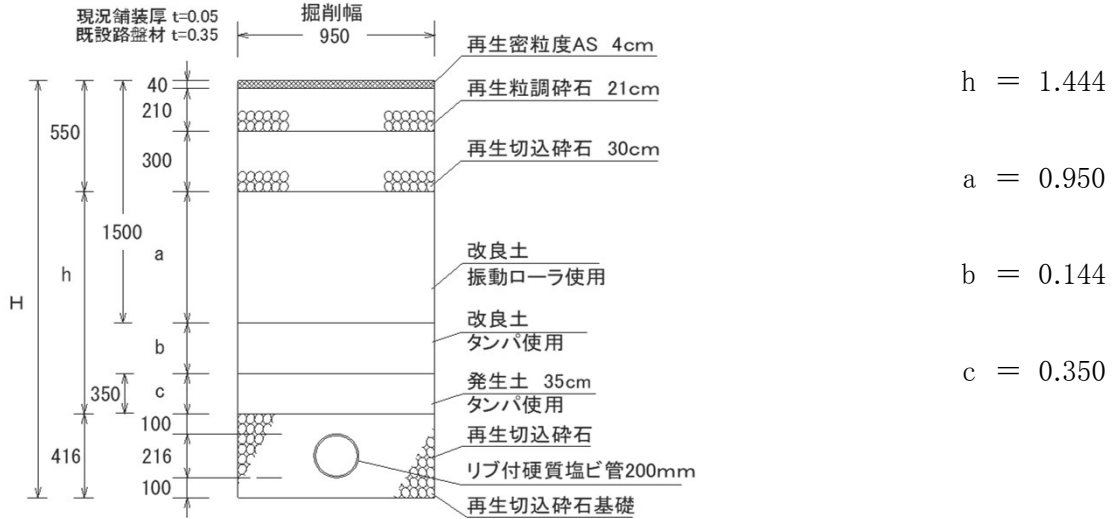 現況舗装厚 t=0.05
既設路盤材 t=0.35
掘削幅
950
再生密粒度AS 4cm
40
再生粒調砕石 21cm
210
550
再生切込砕石 30cm
300
1500
a
h
H
改良土
振動ローラ使用
改良土
タンパ使用
b
発生土 35cm
タンパ使用
350
c
100
再生切込砕石
416
216
リブ付硬質塩ビ管200mm
100
再生切込砕石基礎
h = 1.444
a = 0.950
b = 0.144
c = 0.350